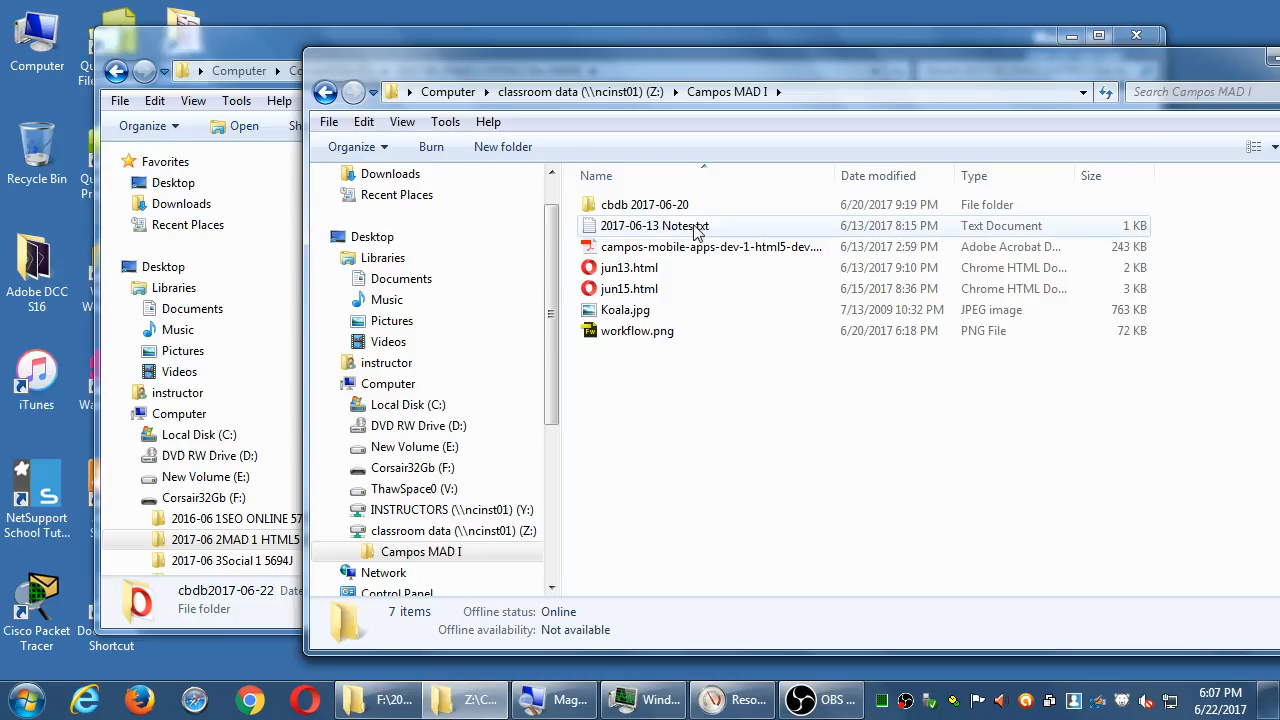 Computer
Recycle Bin
Adobe DCC
S16
iTunes
NetSupport
School Tut...
Cisco Packet
Tracer
Shortcut
Computer
File Edit View Tools Help
Organize Open
Favorites
Desktop
Downloads
Recent Places
Desktop
Libraries
Documents
Music
Pictures
Videos
instructor
Computer
Local Disk (C:)
DVD RW Drive (D:)
New Volume (E:)
Corsair32Gb (F:)
2016-06 1SEO ONLINE 57
2017-06 2MAD 1 HTML5
2017-06 3Social 1 5694J
cbdb2017-06-22
File folder
Computer classroom data (\\ncinst01) (Z:) Campos MAD I
Search Campos MAD I
File Edit View Tools Help
Organize Burn New folder
Downloads
Recent Places
Desktop
Libraries
Documents
Music
Pictures
Videos
instructor
Computer
Local Disk (C:)
DVD RW Drive (D:)
New Volume (E:)
Corsair32Gb (F:)
ThawSpace0 (V:)
INSTRUCTORS (\\ncinst01) (Y:)
classroom data (\\ncinst01) (Z:)
Campos MAD I
Network
Control Panel
Name Date modified Type Size
cbdb 2017-06-20 6/20/2017 9:19 PM File folder
2017-06-13 Notes.txt 6/13/2017 8:15 PM Text Document 1 KB
campos-mobile-apps-dev-1-html5-dev.... 6/13/2017 2:59 PM Adobe Acrobat D... 243 KB
jun13.html 6/13/2017 9:10 PM Chrome HTML Do... 2 KB
jun15.html 6/15/2017 8:36 PM Chrome HTML Do... 3 KB
Koala.jpg 7/13/2009 10:32 PM JPEG image 763 KB
workflow.png 6/20/2017 6:18 PM PNG File 72 KB
7 items Offline status: Online
Offline availability: Not available
F:\20... Z:\C... Mag... Wind... Reso... OBS ...
6:07 PM
6/22/2017